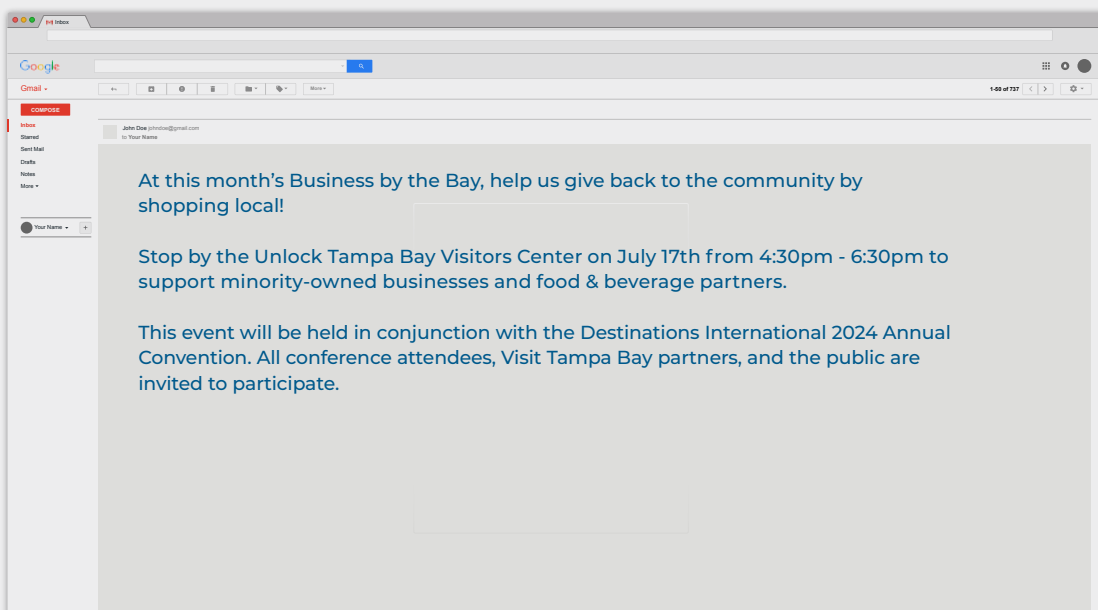 Inbox
Google
Gmail
More
1-50 of 737
COMPOSE
Inbox
Starred
Sent Mail
Drafts
Notes
More
Your Name
+
John Doe johndoe@gmail.com
to Your Name
At this month’s Business by the Bay, help us give back to the community by
shopping local!
Stop by the Unlock Tampa Bay Visitors Center on July 17th from 4:30pm - 6:30pm to
support minority-owned businesses and food & beverage partners.
This event will be held in conjunction with the Destinations International 2024 Annual
Convention. All conference attendees, Visit Tampa Bay partners, and the public are
invited to participate.